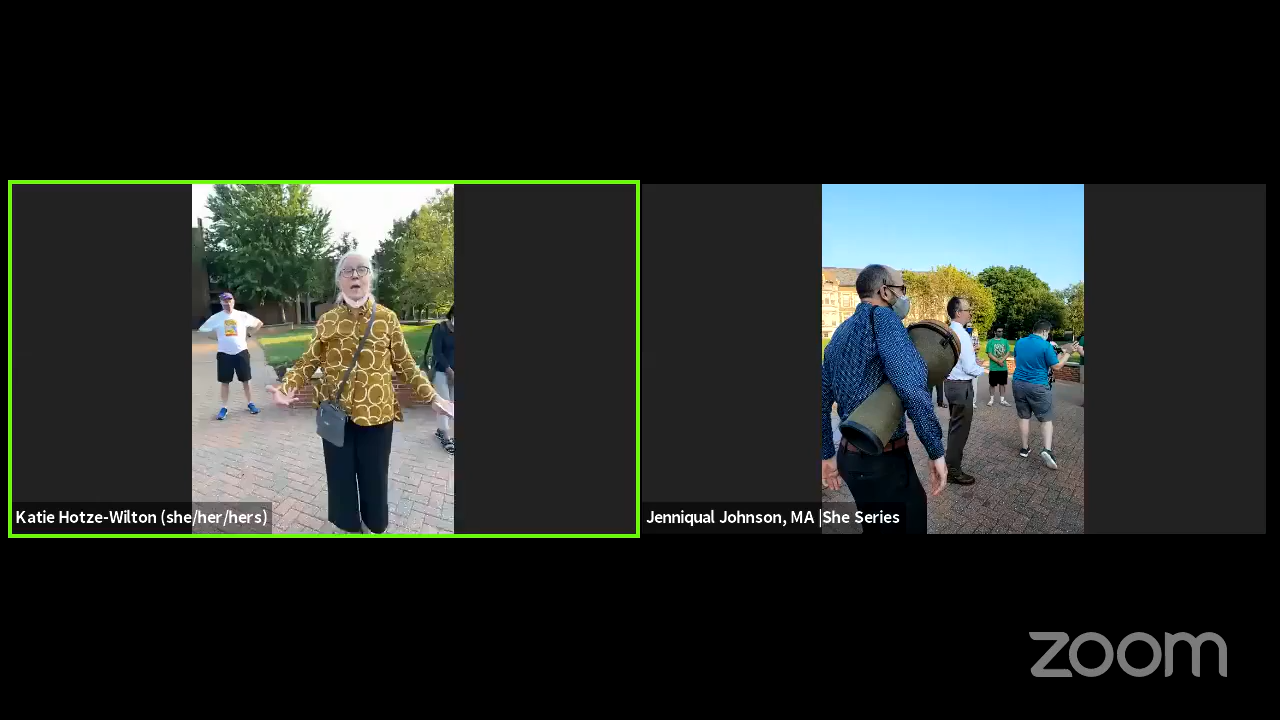 Katie Hotze-Wilton (she/her/hers)
Jenniqual Johnson, MA |She Series
zoom